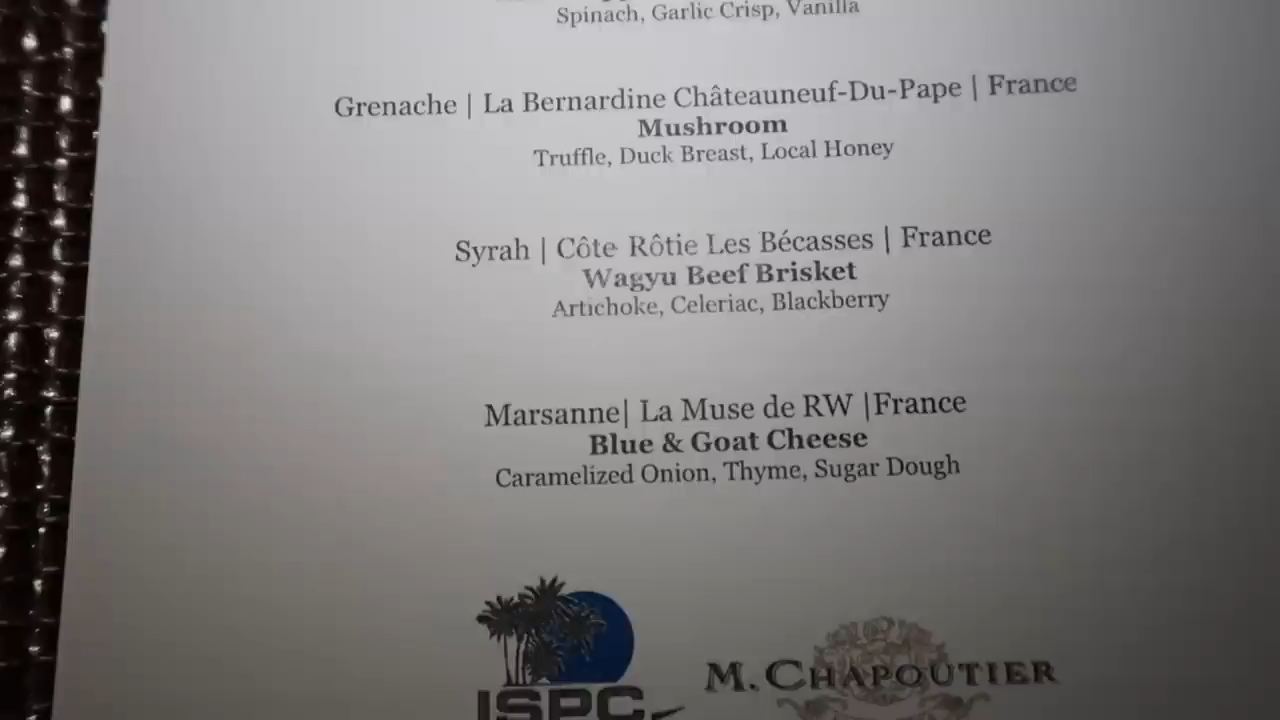 Spinach, Garlic Crisp, Vanilla
Grenache | La Bernardine Châteauneuf-Du-Pape | France
Mushroom
Truffle, Duck Breast, Local Honey
Syrah | Côte Rôtie Les Bécasses | France
Wagyu Beef Brisket
Artichoke, Celeriac, Blackberry
Marsanne| La Muse de RW |France
Blue & Goat Cheese
Caramelized Onion, Thyme, Sugar Dough
ISPC
M. CHAPOUTIER